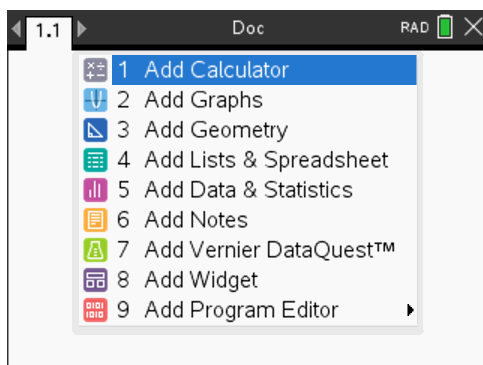 1.1 Doc RAD
1 Add Calculator
2 Add Graphs
3 Add Geometry
4 Add Lists & Spreadsheet
5 Add Data & Statistics
6 Add Notes
7 Add Vernier DataQuest™
8 Add Widget
9 Add Program Editor